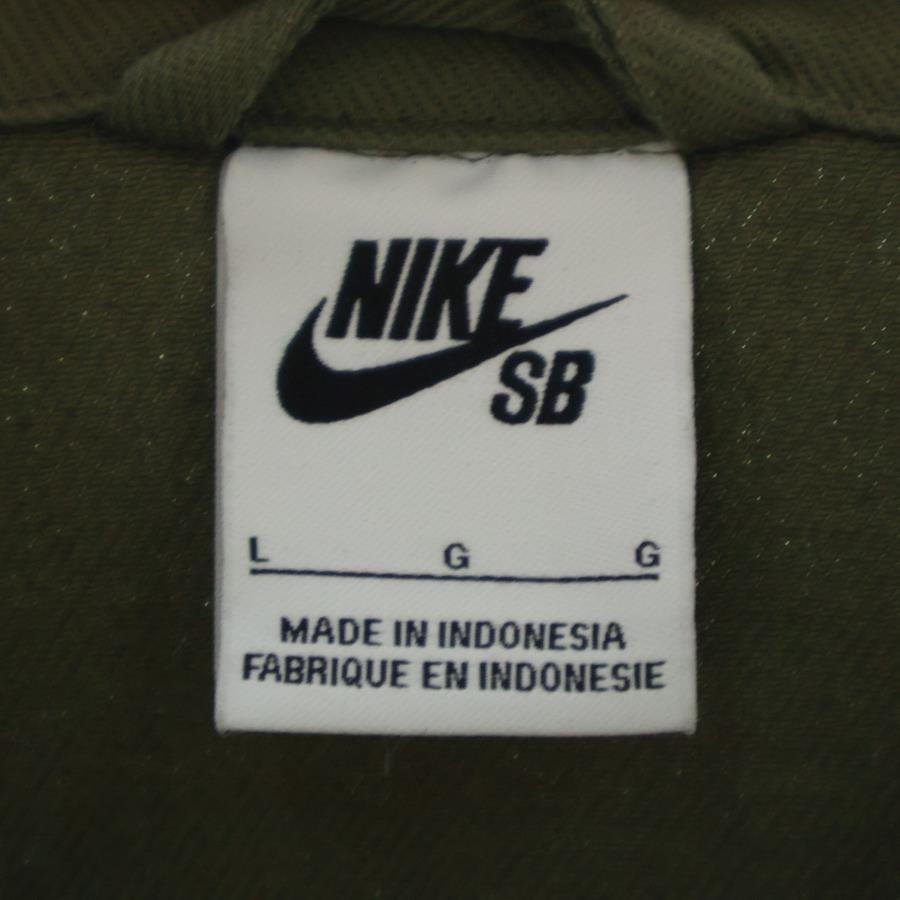 NIKE
SB
L G G
MADE IN INDONESIA
FABRIQUE EN INDONESIE